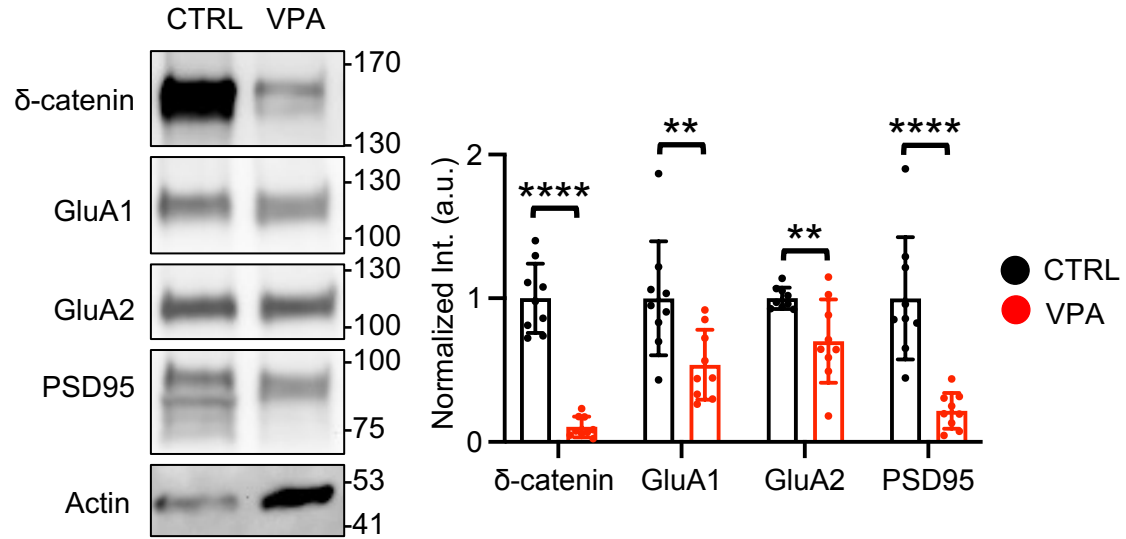 CTRL VPA
δ-catenin
-170
-130
GluA1
-130
-100
GluA2
-130
-100
PSD95
-100
-75
Actin
-53
-41
Normalized Int. (a.u.)
2
1
0
****
**
**
****
δ-catenin GluA1 GluA2 PSD95
CTRL
VPA